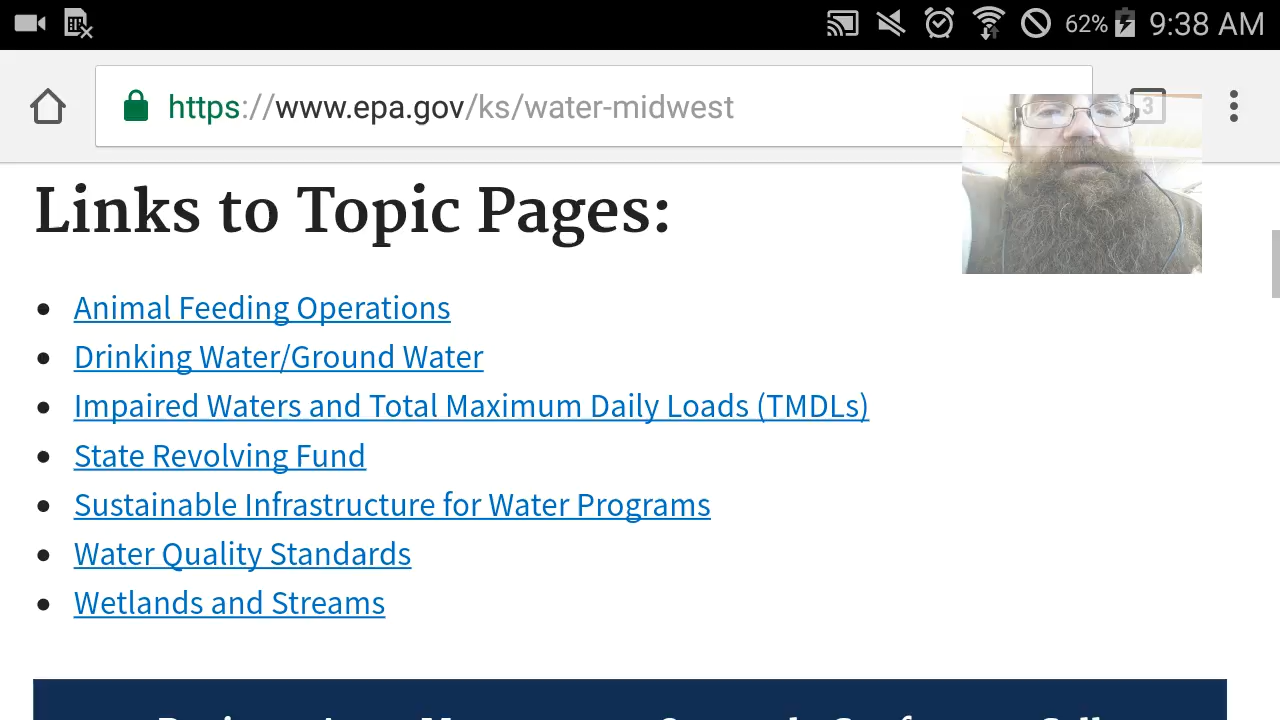 62% 9:38 AM
https://www.epa.gov/ks/water-midwest
3
Links to Topic Pages:
Animal Feeding Operations
Drinking Water/Ground Water
Impaired Waters and Total Maximum Daily Loads (TMDLs)
State Revolving Fund
Sustainable Infrastructure for Water Programs
Water Quality Standards
Wetlands and Streams